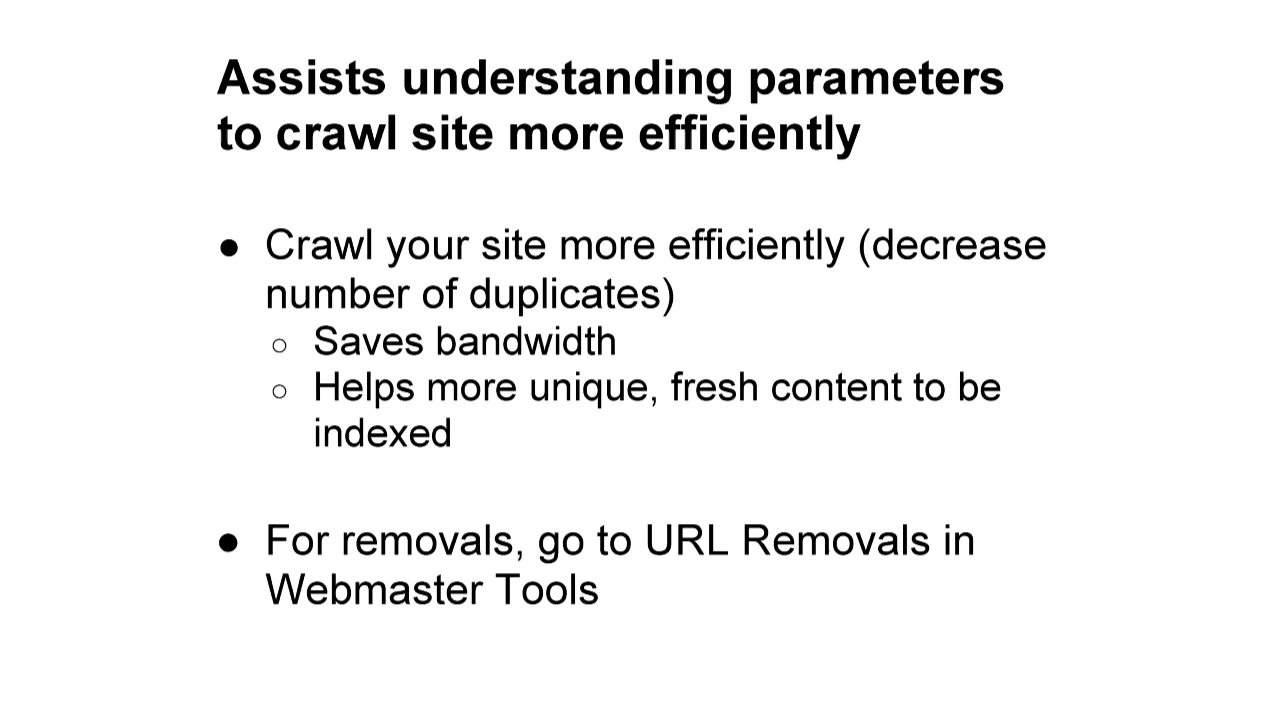 Assists understanding parameters
to crawl site more efficiently
● Crawl your site more efficiently (decrease
number of duplicates)
○ Saves bandwidth
○ Helps more unique, fresh content to be
indexed
● For removals, go to URL Removals in
Webmaster Tools